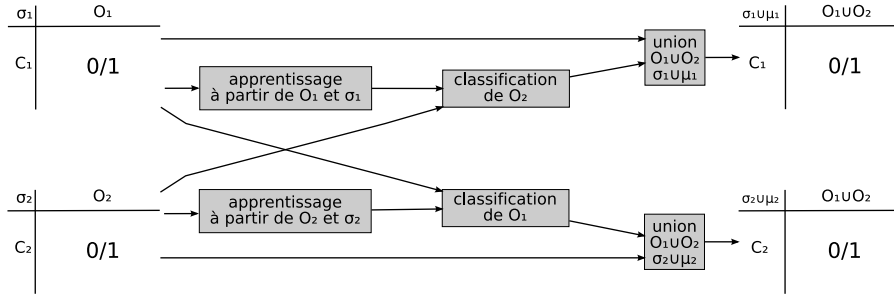 σ₁ O₁
C₁ 0/1
apprentissage
à partir de O₁ et σ₁
classification
de O₂
union
O₁∪O₂
σ₁∪μ₁
σ₁∪μ₁ O₁∪O₂
C₁ 0/1
σ₂ O₂
C₂ 0/1
apprentissage
à partir de O₂ et σ₂
classification
de O₁
union
O₁∪O₂
σ₂∪μ₂
σ₂∪μ₂ O₁∪O₂
C₂ 0/1